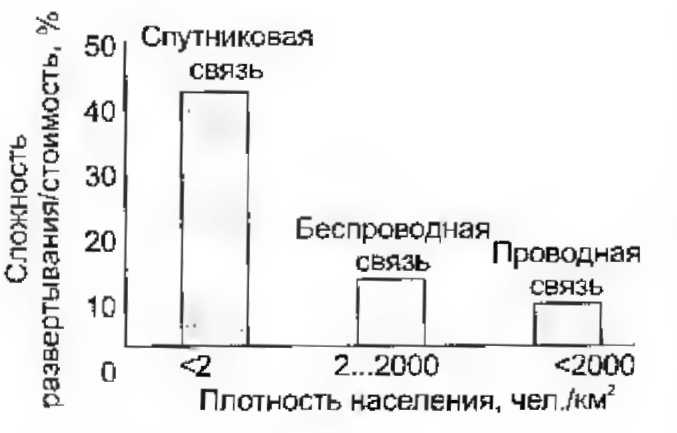 Сложность
развертывания/стоимость, %
50
40
30
20
10
0
Спутниковая
связь
Беспроводная
связь
Проводная
связь
<2
2...2000
<2000
Плотность населения, чел./км²